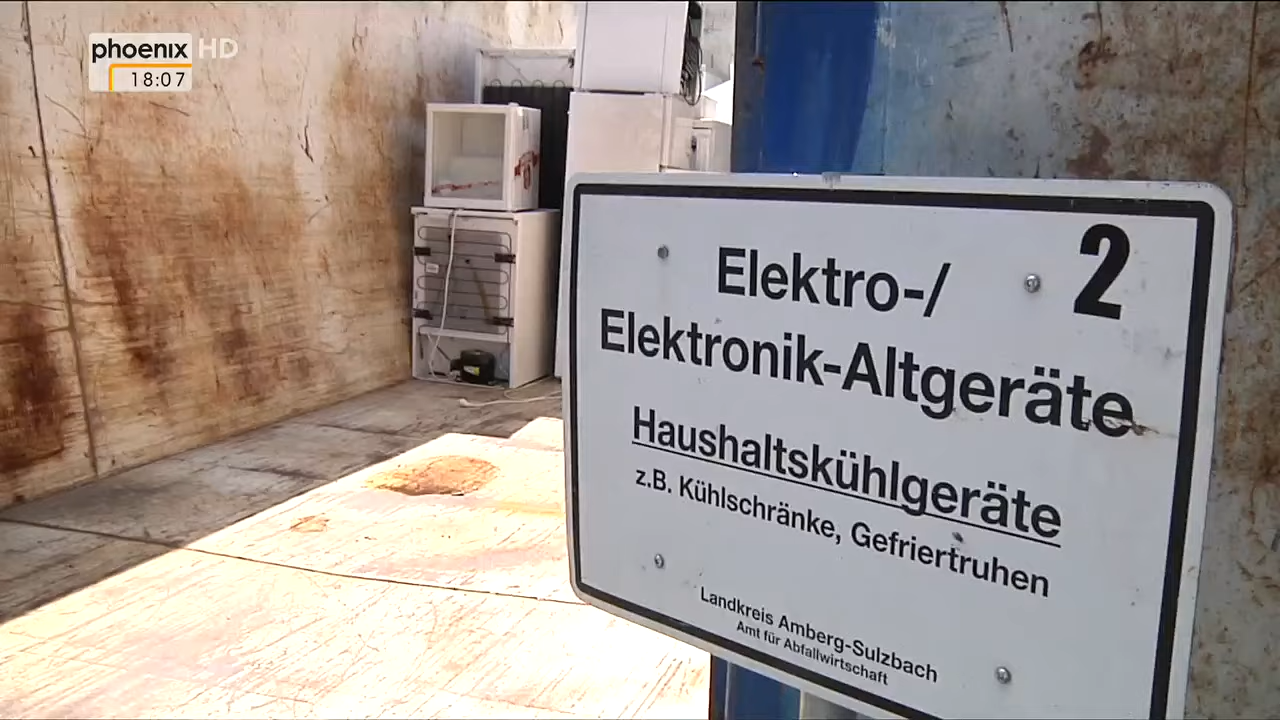 phoenix HD
18:07
2
Elektro-/
Elektronik-Altgeräte
Haushaltskühlgeräte
z.B. Kühlschränke, Gefriertruhen
Landkreis Amberg-Sulzbach
Amt für Abfallwirtschaft